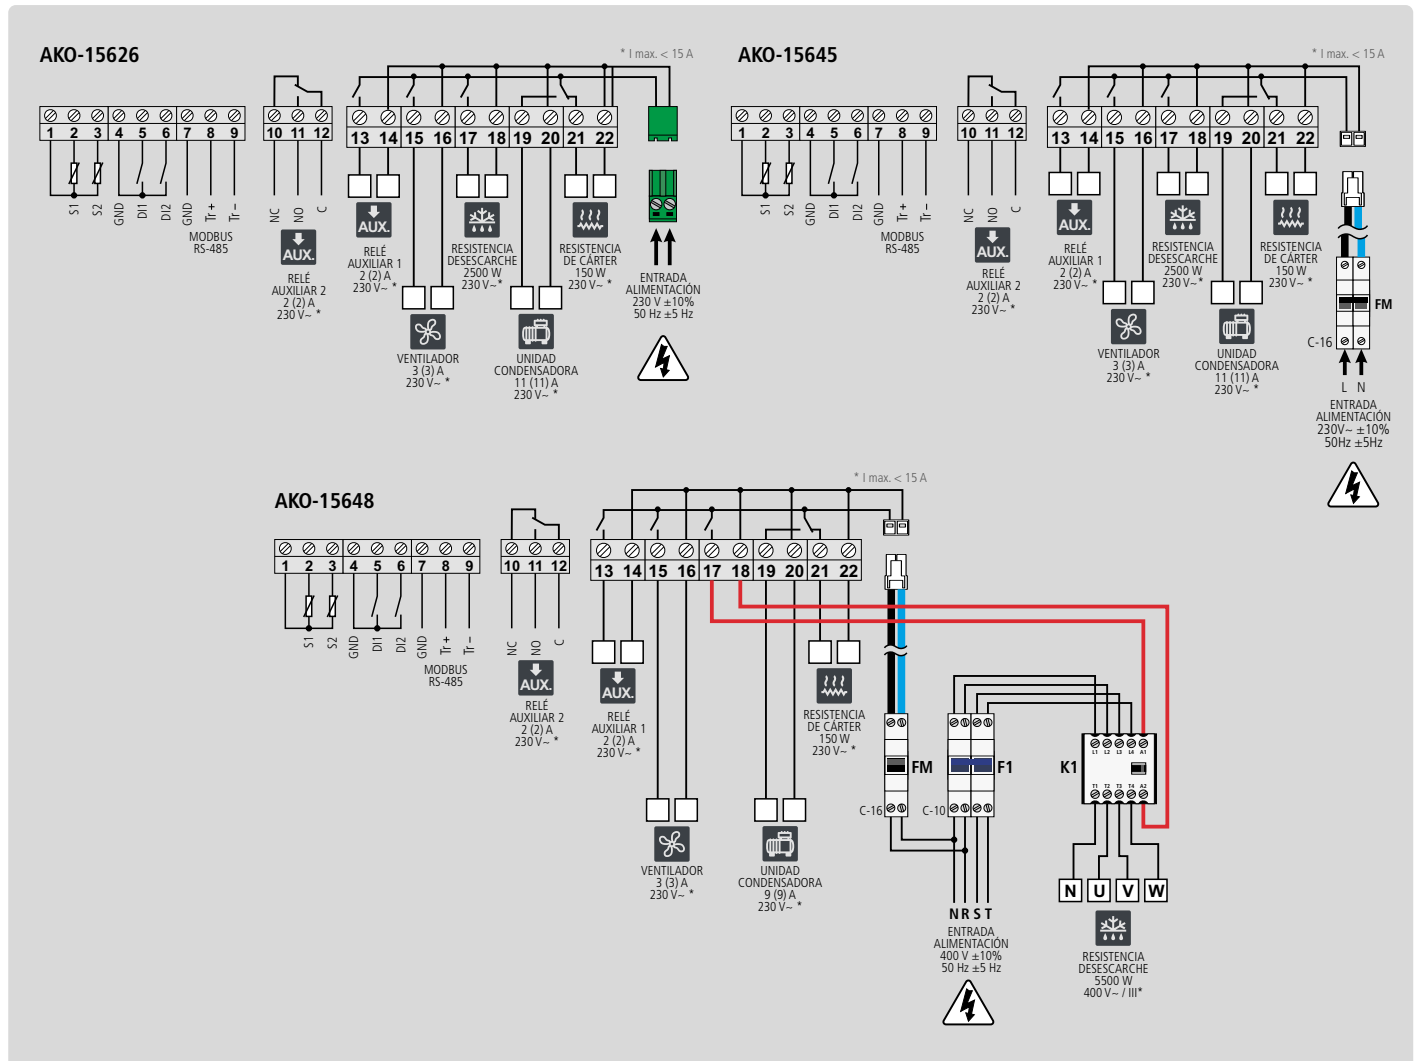 AKO-15626
* I max. < 15 A
1 2 3 4 5 6 7 8 9
10 11 12
13 14 15 16 17 18 19 20 21 22
S1
S2
GND
DI1
DI2
GND
Tr +
Tr –
MODBUS
RS-485
NC
NO
C
AUX.
RELÉ
AUXILIAR 2
2 (2) A
230 V~ *
AUX.
RELÉ
AUXILIAR 1
2 (2) A
230 V~ *
VENTILADOR
3 (3) A
230 V~ *
RESISTENCIA
DESESCARCHE
2500 W
230 V~ *
UNIDAD
CONDENSADORA
11 (11) A
230 V~ *
RESISTENCIA
DE CÁRTER
150 W
230 V~ *
ENTRADA
ALIMENTACIÓN
230 V ±10%
50 Hz ±5 Hz
AKO-15645
* I max. < 15 A
1 2 3 4 5 6 7 8 9
10 11 12
13 14 15 16 17 18 19 20 21 22
S1
S2
GND
DI1
DI2
GND
Tr +
Tr –
MODBUS
RS-485
NC
NO
C
AUX.
RELÉ
AUXILIAR 2
2 (2) A
230 V~ *
AUX.
RELÉ
AUXILIAR 1
2 (2) A
230 V~ *
VENTILADOR
3 (3) A
230 V~ *
RESISTENCIA
DESESCARCHE
2500 W
230 V~ *
UNIDAD
CONDENSADORA
11 (11) A
230 V~ *
RESISTENCIA
DE CÁRTER
150 W
230 V~ *
FM
C-16
L N
ENTRADA
ALIMENTACIÓN
230V~ ±10%
50Hz ±5Hz
AKO-15648
* I max. < 15 A
1 2 3 4 5 6 7 8 9
10 11 12
13 14 15 16 17 18 19 20 21 22
S1
S2
GND
DI1
DI2
GND
Tr +
Tr –
MODBUS
RS-485
NC
NO
C
AUX.
RELÉ
AUXILIAR 2
2 (2) A
230 V~ *
AUX.
RELÉ
AUXILIAR 1
2 (2) A
230 V~ *
VENTILADOR
3 (3) A
230 V~ *
UNIDAD
CONDENSADORA
9 (9) A
230 V~ *
RESISTENCIA
DE CÁRTER
150 W
230 V~ *
FM
C-16
F1
C-10
K1
L1 L2 L3 L4 A1
T1 T2 T3 T4 A2
N U V W
N R S T
ENTRADA
ALIMENTACIÓN
400 V ±10%
50 Hz ±5 Hz
RESISTENCIA
DESESCARCHE
5500 W
400 V~ / III*